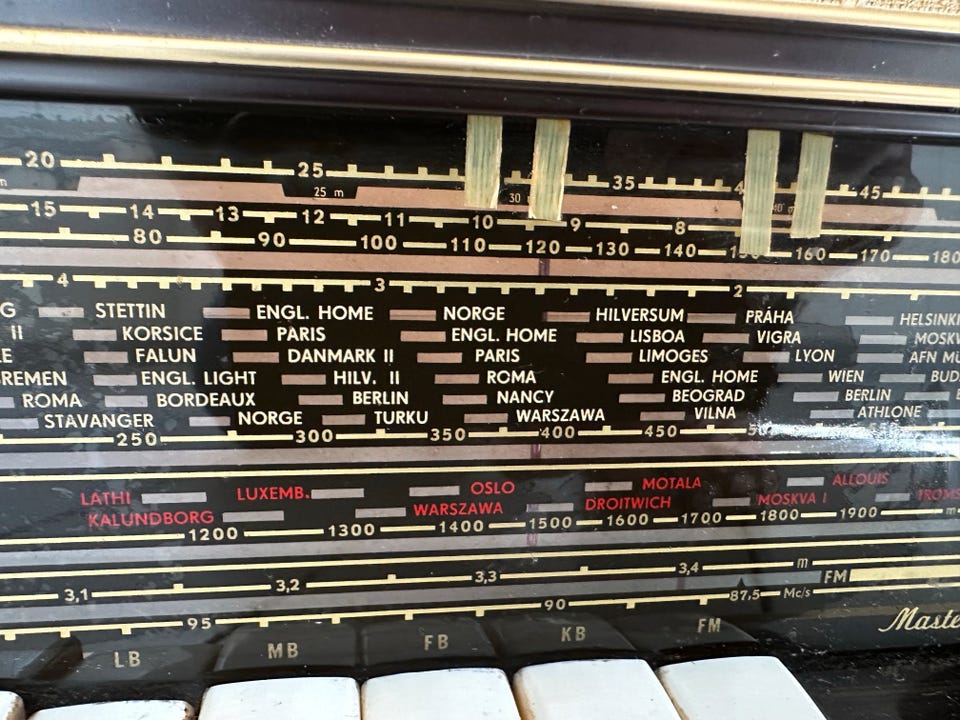 20 25 35 45
25 m 30
15 14 13 12 11 10 9 8
80 90 100 110 120 130 140 160 170 180
4 3 2
STETTIN ENGL. HOME NORGE HILVERSUM PRAHA HELSINKI
II KORSICE PARIS ENGL. HOME LISBOA VIGRA
FALUN DANMARK II PARIS LIMOGES LYON AFN
BREMEN ENGL. LIGHT HILV. II ROMA ENGL. HOME WIEN
ROMA BORDEAUX BERLIN NANCY BEOGRAD BERLIN
STAVANGER NORGE TURKU WARSZAWA VILNA ATHLONE
250 300 350 400 450
LAHTI LUXEMB. OSLO MOTALA ALLOUIS
KALUNDBORG WARSZAWA DROITWICH MOSKVA I
1200 1300 1400 1500 1600 1700 1800 1900 m
3,1 3,2 3,3 3,4 m FM
95 90 87,5 Mc/s
LB MB FB KB FM